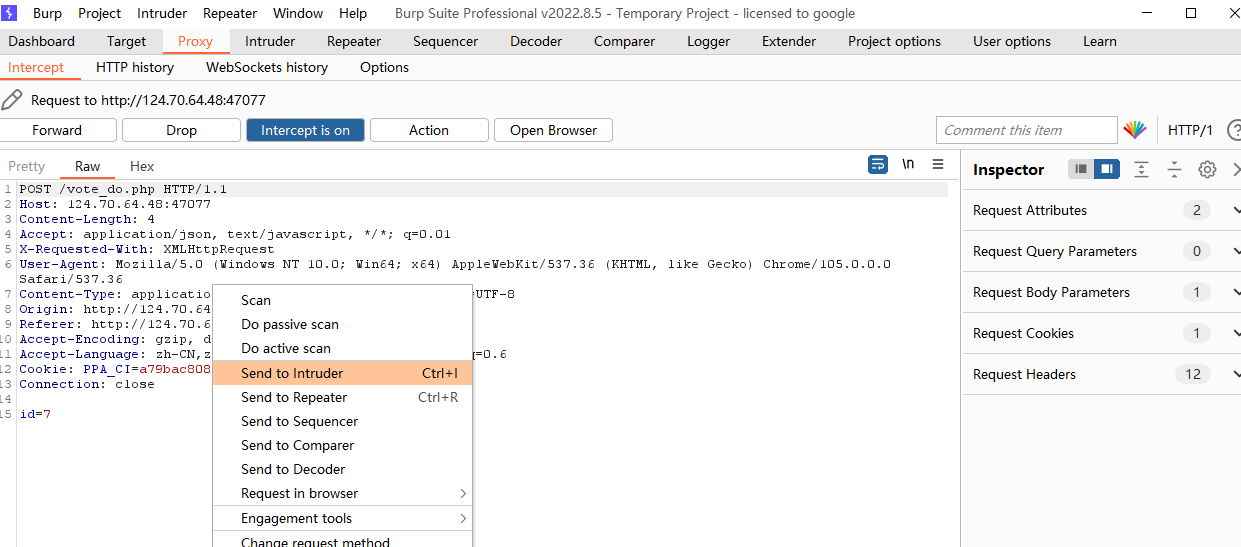 Burp Project Intruder Repeater Window Help Burp Suite Professional v2022.8.5 - Temporary Project - licensed to google
Dashboard Target Proxy Intruder Repeater Sequencer Decoder Comparer Logger Extender Project options User options Learn
Intercept HTTP history WebSockets history Options
Request to http://124.70.64.48:47077
Forward Drop Intercept is on Action Open Browser Comment this item HTTP/1 ?
Pretty Raw Hex \n
Inspector
1 POST /vote_do.php HTTP/1.1
2 Host: 124.70.64.48:47077
3 Content-Length: 4
4 Accept: application/json, text/javascript, */*; q=0.01
5 X-Requested-With: XMLHttpRequest
6 User-Agent: Mozilla/5.0 (Windows NT 10.0; Win64; x64) AppleWebKit/537.36 (KHTML, like Gecko) Chrome/105.0.0.0
Safari/537.36
7 Content-Type: application =UTF-8
8 Origin: http://124.70.64
9 Referer: http://124.70.6
10 Accept-Encoding: gzip, d
11 Accept-Language: zh-CN,z q=0.6
12 Cookie: PPA_CI=a79bac808
13 Connection: close
14
15 id=7
Scan
Do passive scan
Do active scan
Send to Intruder Ctrl+I
Send to Repeater Ctrl+R
Send to Sequencer
Send to Comparer
Send to Decoder
Request in browser
Engagement tools
Change request method
Request Attributes 2
Request Query Parameters 0
Request Body Parameters 1
Request Cookies 1
Request Headers 12